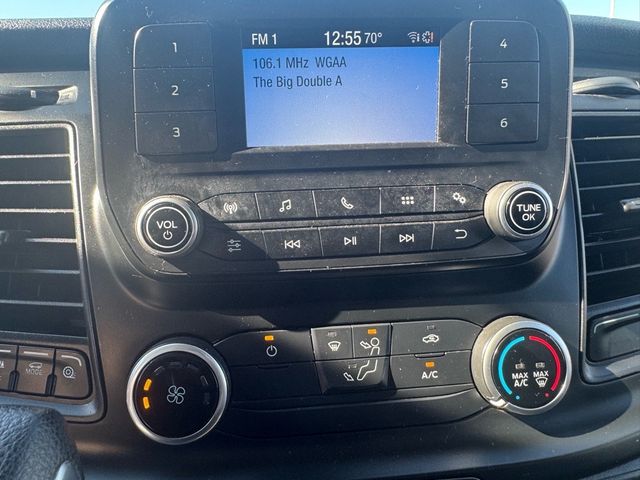 FM 1 12:55 70°
106.1 MHz WGAA
The Big Double A
1
2
3
4
5
6
VOL
TUNE
OK
MODE
A/C
MAX
A/C
MAX